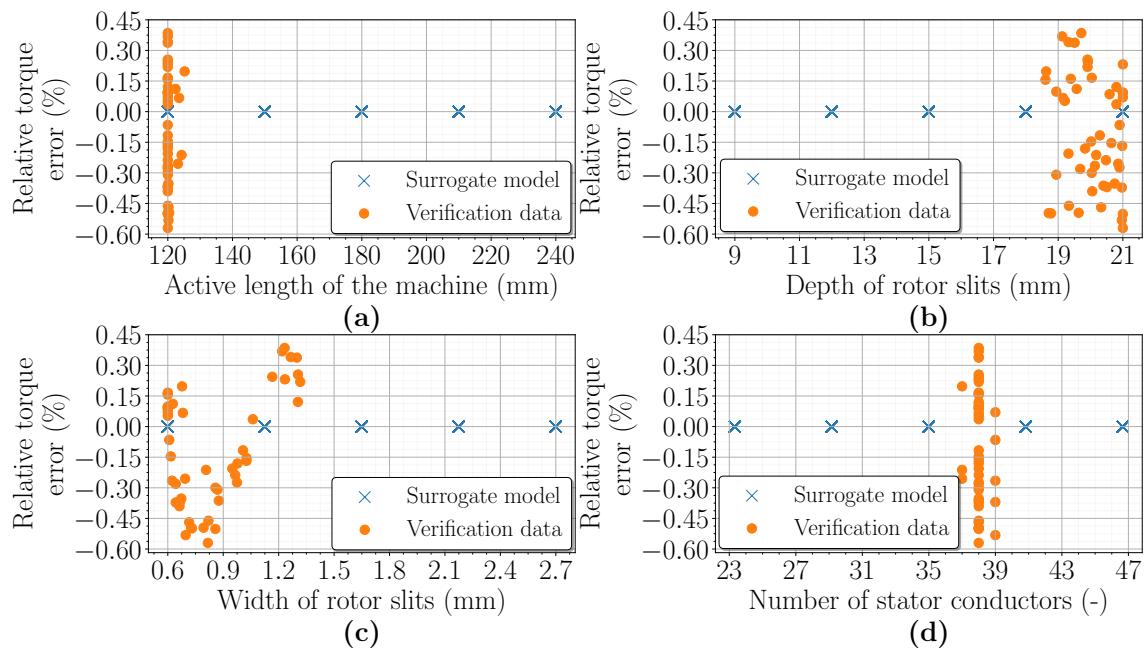 0.45
0.30
0.15
0.00
−0.15
−0.30
−0.45
−0.60
Relative torque
error (%)
Surrogate model
Verification data
120 140 160 180 200 220 240
Active length of the machine (mm)
(a)
0.45
0.30
0.15
0.00
−0.15
−0.30
−0.45
−0.60
Relative torque
error (%)
Surrogate model
Verification data
9 11 13 15 17 19 21
Depth of rotor slits (mm)
(b)
0.45
0.30
0.15
0.00
−0.15
−0.30
−0.45
−0.60
Relative torque
error (%)
Surrogate model
Verification data
0.6 0.9 1.2 1.5 1.8 2.1 2.4 2.7
Width of rotor slits (mm)
(c)
0.45
0.30
0.15
0.00
−0.15
−0.30
−0.45
−0.60
Relative torque
error (%)
Surrogate model
Verification data
23 27 31 35 39 43 47
Number of stator conductors (-)
(d)